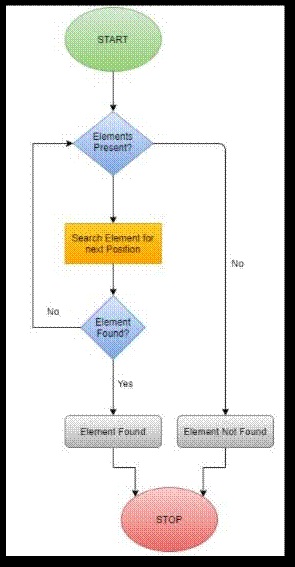 START
Elements
Present?
Search Element for
next Position
No
No
Element
Found?
Yes
Element Found
Element Not Found
STOP